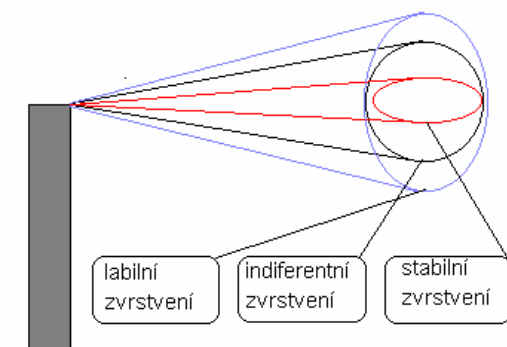 labilní
zvrstvení
indiferentní
zvrstvení
stabilní
zvrstvení